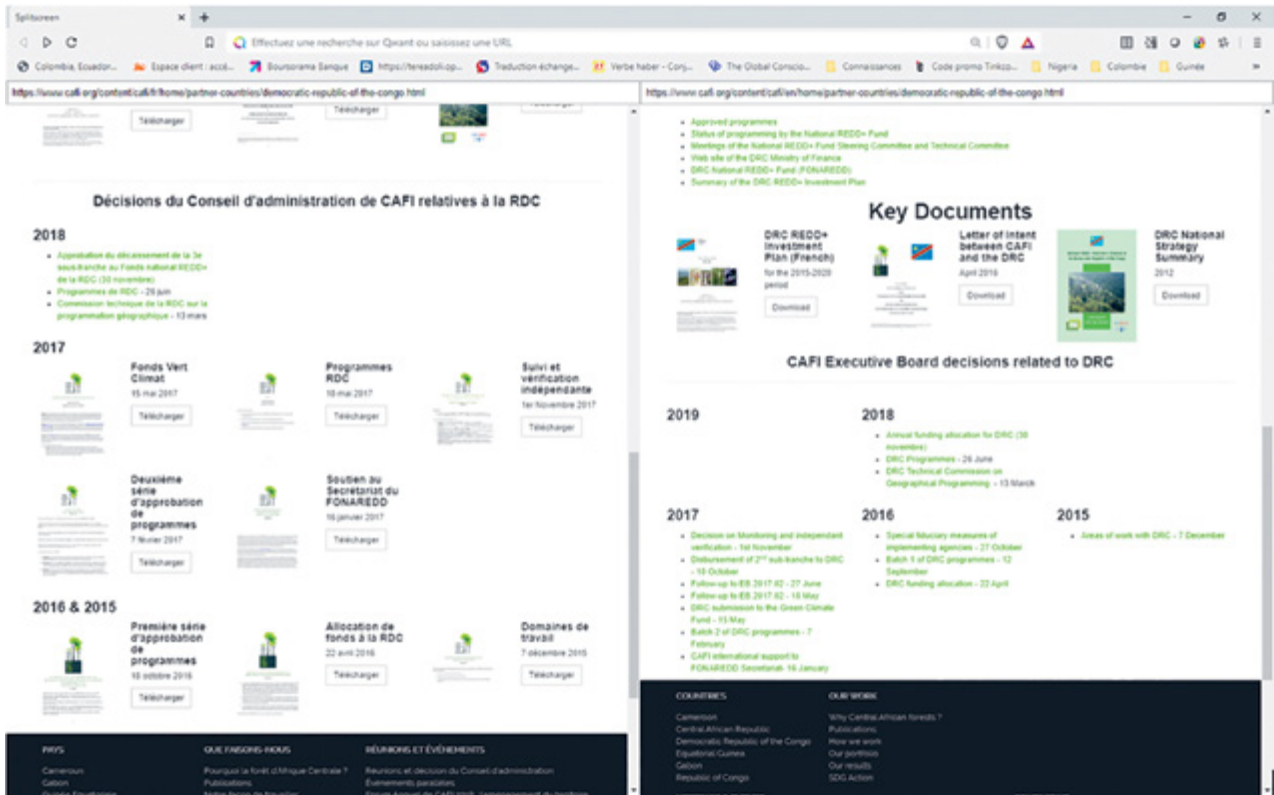 Splitscreen
Effectuez une recherche sur Qwant ou saisissez une URL
Colombia, Ecuador...
Espace client : accé...
Boursorama Banque
https://tereadoli.op...
Traduction échange...
Verbe haber - Conj...
The Global Conscio...
Connaissances
Code promo Tinkco...
Nigeria
Colombie
Guinée
https://www.cafi.org/content/cafi/fr/home/partner-countries/democratic-republic-of-the-congo.html
Télécharger
Télécharger
Décisions du Conseil d'administration de CAFI relatives à la RDC
2018
Approbation du décaissement de la 3e
sous-tranche au Fonds national REDD+
de la RDC (30 novembre)
Programmes de RDC - 26 juin
Commission technique de la RDC sur la
programmation géographique - 13 mars
2017
Fonds Vert
Climat
15 mai 2017
Télécharger
Programmes
RDC
18 mai 2017
Télécharger
Suivi et
vérification
indépendante
1er Novembre 2017
Télécharger
Deuxième
série
d'approbation
de
programmes
7 février 2017
Télécharger
Soutien au
Secrétariat du
FONAREDD
16 janvier 2017
Télécharger
2016 & 2015
Première série
d'approbation
de
programmes
18 octobre 2016
Télécharger
Allocation de
fonds à la RDC
22 avril 2016
Télécharger
Domaines de
travail
7 décembre 2015
Télécharger
PAYS
Cameroun
Gabon
Guinée Equatoriale
QUE FAISONS-NOUS
Pourquoi la forêt d'Afrique Centrale ?
Publications
Notre façon de travailler
RÉUNIONS ET ÉVÉNEMENTS
Réunions et décision du Conseil d'administration
Évenements parallèles
https://www.cafi.org/content/cafi/en/home/partner-countries/democratic-republic-of-the-congo.html
Approved programmes
Status of programming by the National REDD+ Fund
Meetings of the National REDD+ Fund Steering Committee and Technical Committee
Web site of the DRC Ministry of Finance
DRC National REDD+ Fund (FONAREDD)
Summary of the DRC REDD+ Investment Plan
Key Documents
DRC REDD+
Investment
Plan (French)
for the 2015-2020
period
Download
Letter of Intent
between CAFI
and the DRC
April 2016
Download
DRC National
Strategy
Summary
2012
Download
CAFI Executive Board decisions related to DRC
2019
2018
Annual funding allocation for DRC (30
novembre)
DRC Programmes - 26 June
DRC Technical Commission on
Geographical Programming - 13 March
2017
Decision on Monitoring and independant
verification - 1st November
Disbursement of 2nd sub-tranche to DRC
- 10 October
Follow-up to EB.2017.02 - 27 June
Follow-up to EB.2017.02 - 18 May
DRC submission to the Green Climate
Fund - 15 May
Batch 2 of DRC programmes - 7
February
CAFI international support to
FONAREDD Secretariat- 16 January
2016
Special fiduciary measures of
implementing agencies - 27 October
Batch 1 of DRC programmes - 12
September
DRC funding allocation - 22 April
2015
Areas of work with DRC - 7 December
COUNTRIES
Cameroon
Central African Republic
Democratic Republic of the Congo
Equatorial Guinea
Gabon
Republic of Congo
OUR WORK
Why Central African forests ?
Publications
How we work
Our portfolio
Our results
SDG Action